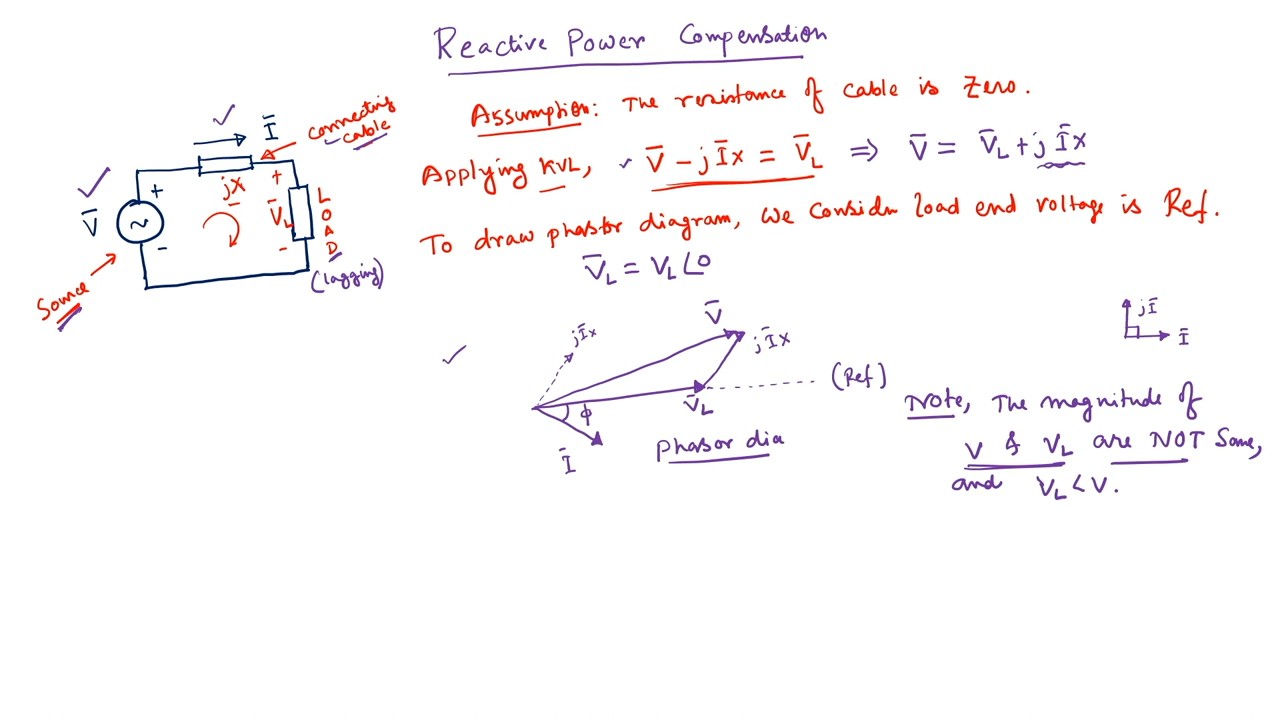 Reactive Power Compensation
Assumption: The resistance of cable is Zero.
Applying KVL, V̄ - jĪx = V̄L ⇒ V̄ = V̄L + jĪx
To draw phasor diagram, we consider load end voltage is Ref.
V̄L = VL∠0
Ī
connecting
cable
jx
+
+
V̄
~
V̄L
LOAD
-
-
(lagging)
Source
V̄
jĪx
jĪx
(Ref)
V̄L
ϕ
Ī
Phasor dia
jĪ
Ī
Note, The magnitude of
V & VL are NOT Same,
and VL < V.